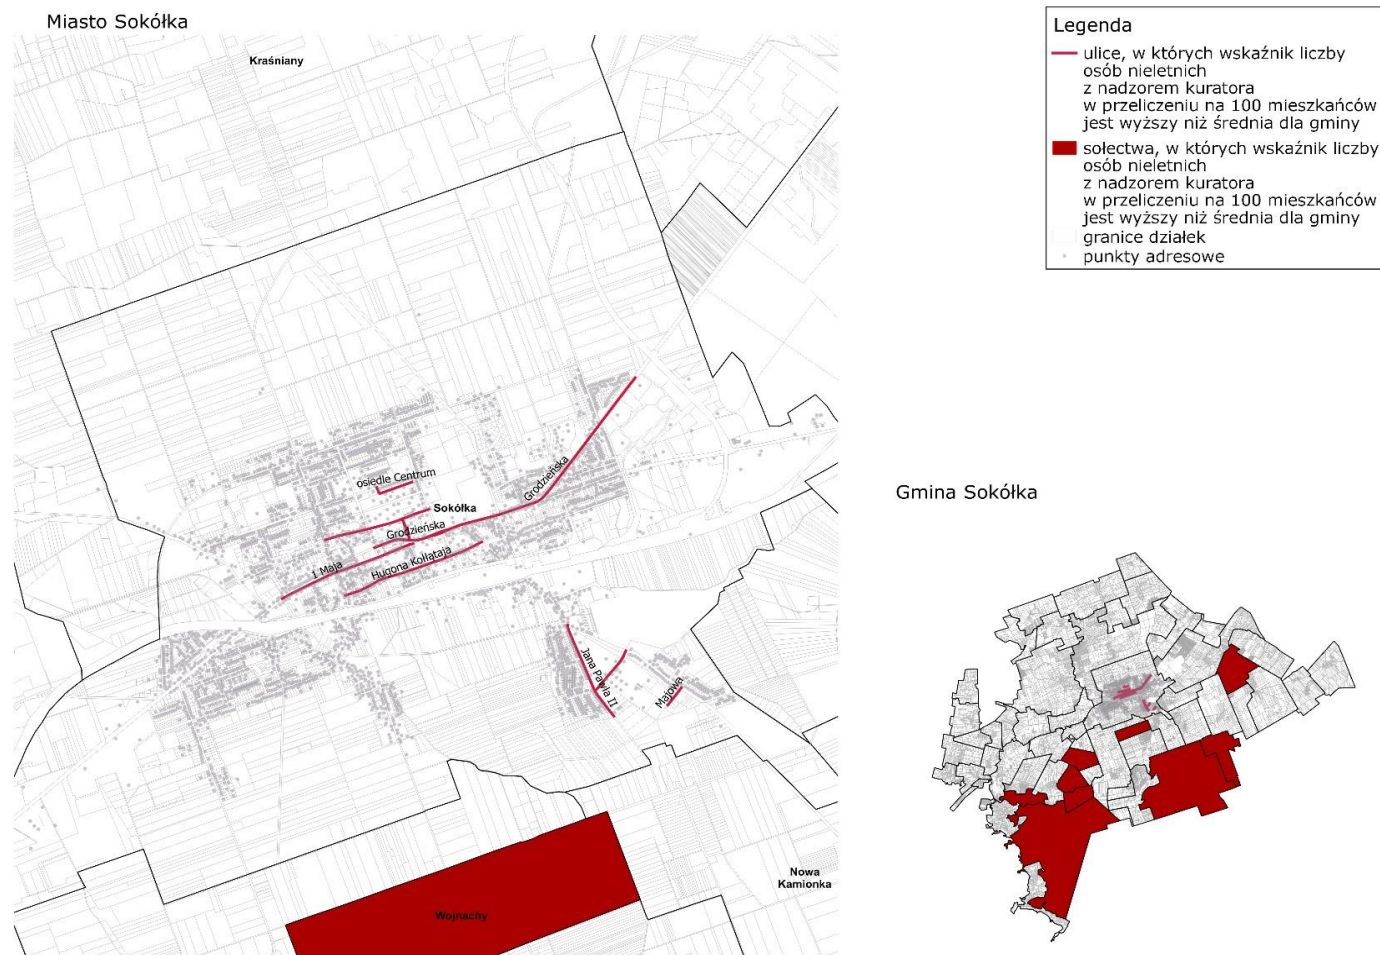 Miasto Sokółka
Kraśniany
osiedle Centrum
Grodzieńska
Sokółka
Grodzieńska
1 Maja
Hugona Kołłątaja
Jana Pawła II
Majowa
Nowa
Kamionka
Wojnachy
Legenda
ulice, w których wskaźnik liczby
osób nieletnich
z nadzorem kuratora
w przeliczeniu na 100 mieszkańców
jest wyższy niż średnia dla gminy
sołectwa, w których wskaźnik liczby
osób nieletnich
z nadzorem kuratora
w przeliczeniu na 100 mieszkańców
jest wyższy niż średnia dla gminy
granice działek
punkty adresowe
Gmina Sokółka